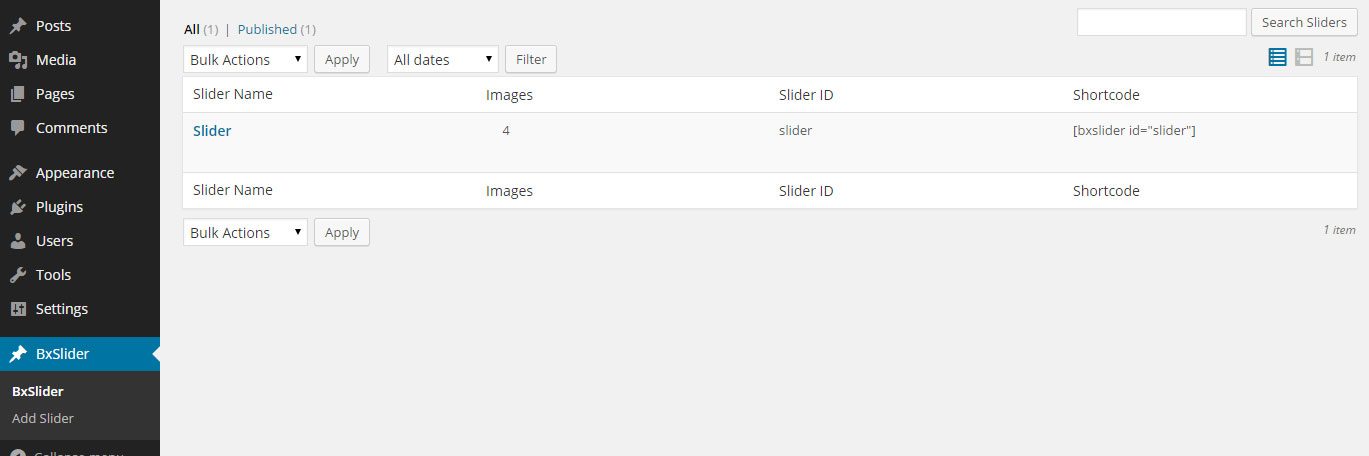 Posts
Media
Pages
Comments
Appearance
Plugins
Users
Tools
Settings
BxSlider
BxSlider
Add Slider
Collapse menu
All (1) | Published (1)
Search Sliders
Bulk Actions Apply All dates Filter
1 item
Slider Name Images Slider ID Shortcode
Slider 4 slider [bxslider id="slider"]
Slider Name Images Slider ID Shortcode
Bulk Actions Apply
1 item